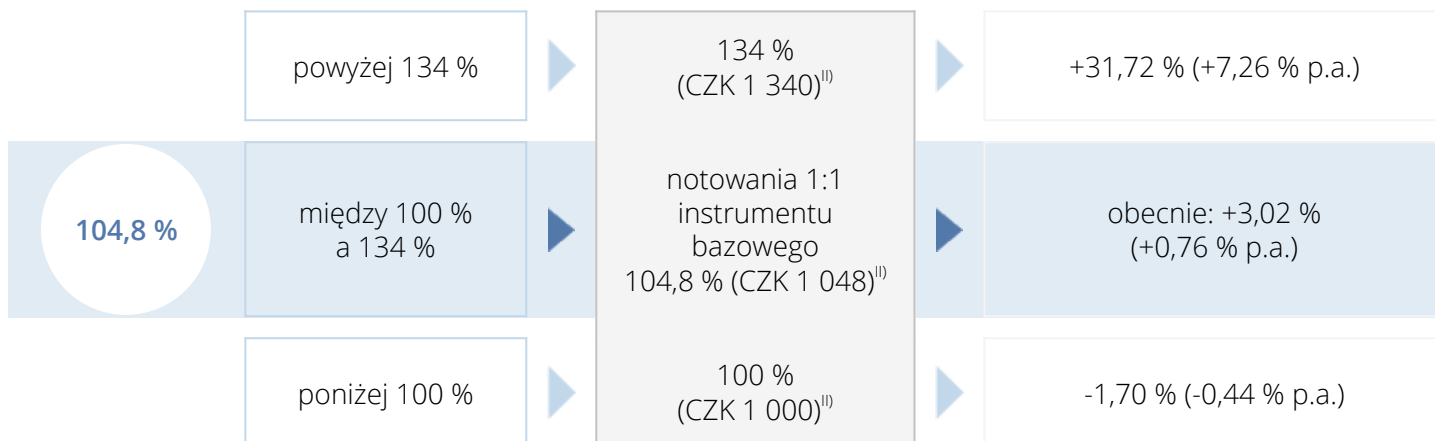 powyżej 134 %
134 %
(CZK 1 340)II)
+31,72 % (+7,26 % p.a.)
104,8 %
między 100 %
a 134 %
notowania 1:1
instrumentu
bazowego
104,8 % (CZK 1 048)II)
obecnie: +3,02 %
(+0,76 % p.a.)
poniżej 100 %
100 %
(CZK 1 000)II)
-1,70 % (-0,44 % p.a.)